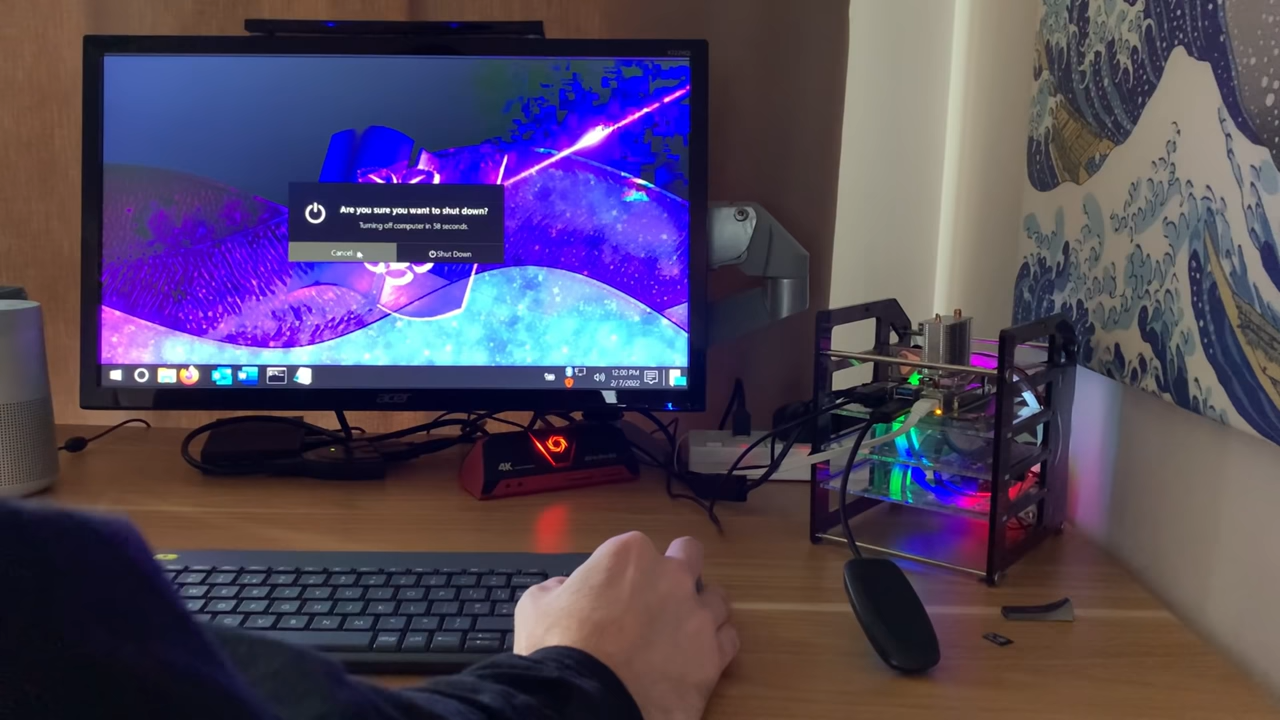 Are you sure you want to shut down?
Turning off computer in 58 seconds.
Cancel
Shut Down
12:00 PM
2/7/2022
acer
4K